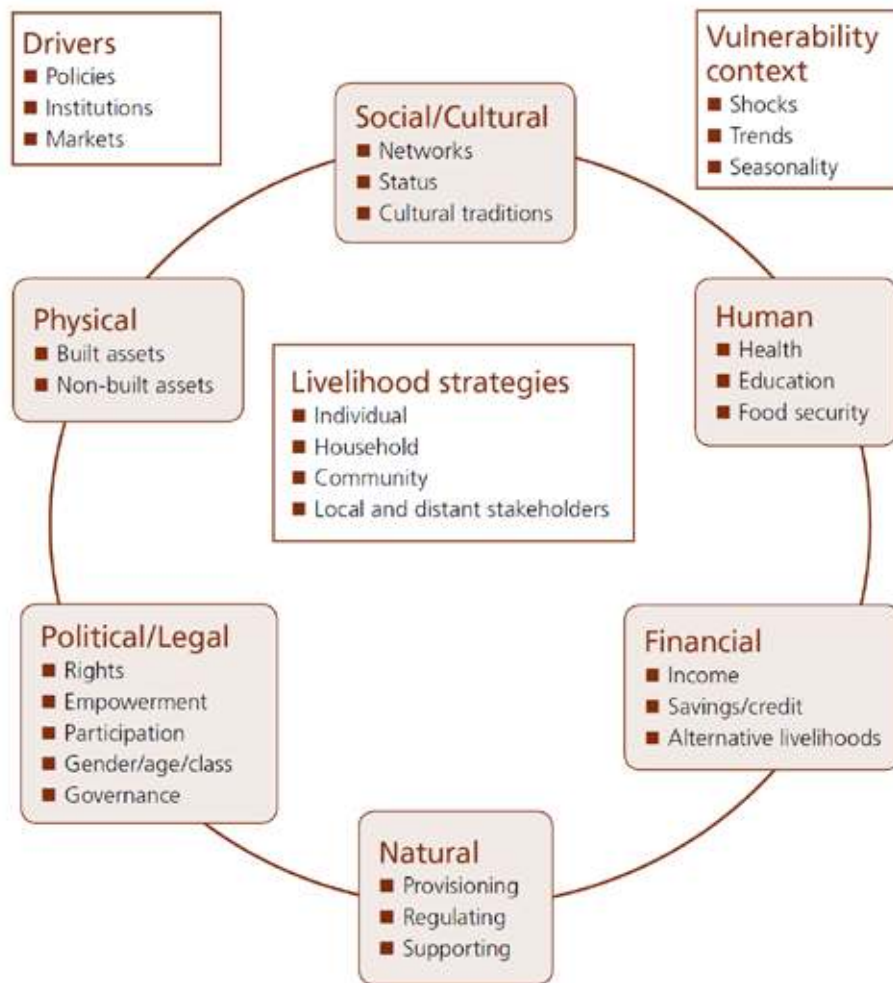 Drivers
Policies
Institutions
Markets
Vulnerability
context
Shocks
Trends
Seasonality
Social/Cultural
Networks
Status
Cultural traditions
Physical
Built assets
Non-built assets
Human
Health
Education
Food security
Livelihood strategies
Individual
Household
Community
Local and distant stakeholders
Political/Legal
Rights
Empowerment
Participation
Gender/age/class
Governance
Financial
Income
Savings/credit
Alternative livelihoods
Natural
Provisioning
Regulating
Supporting